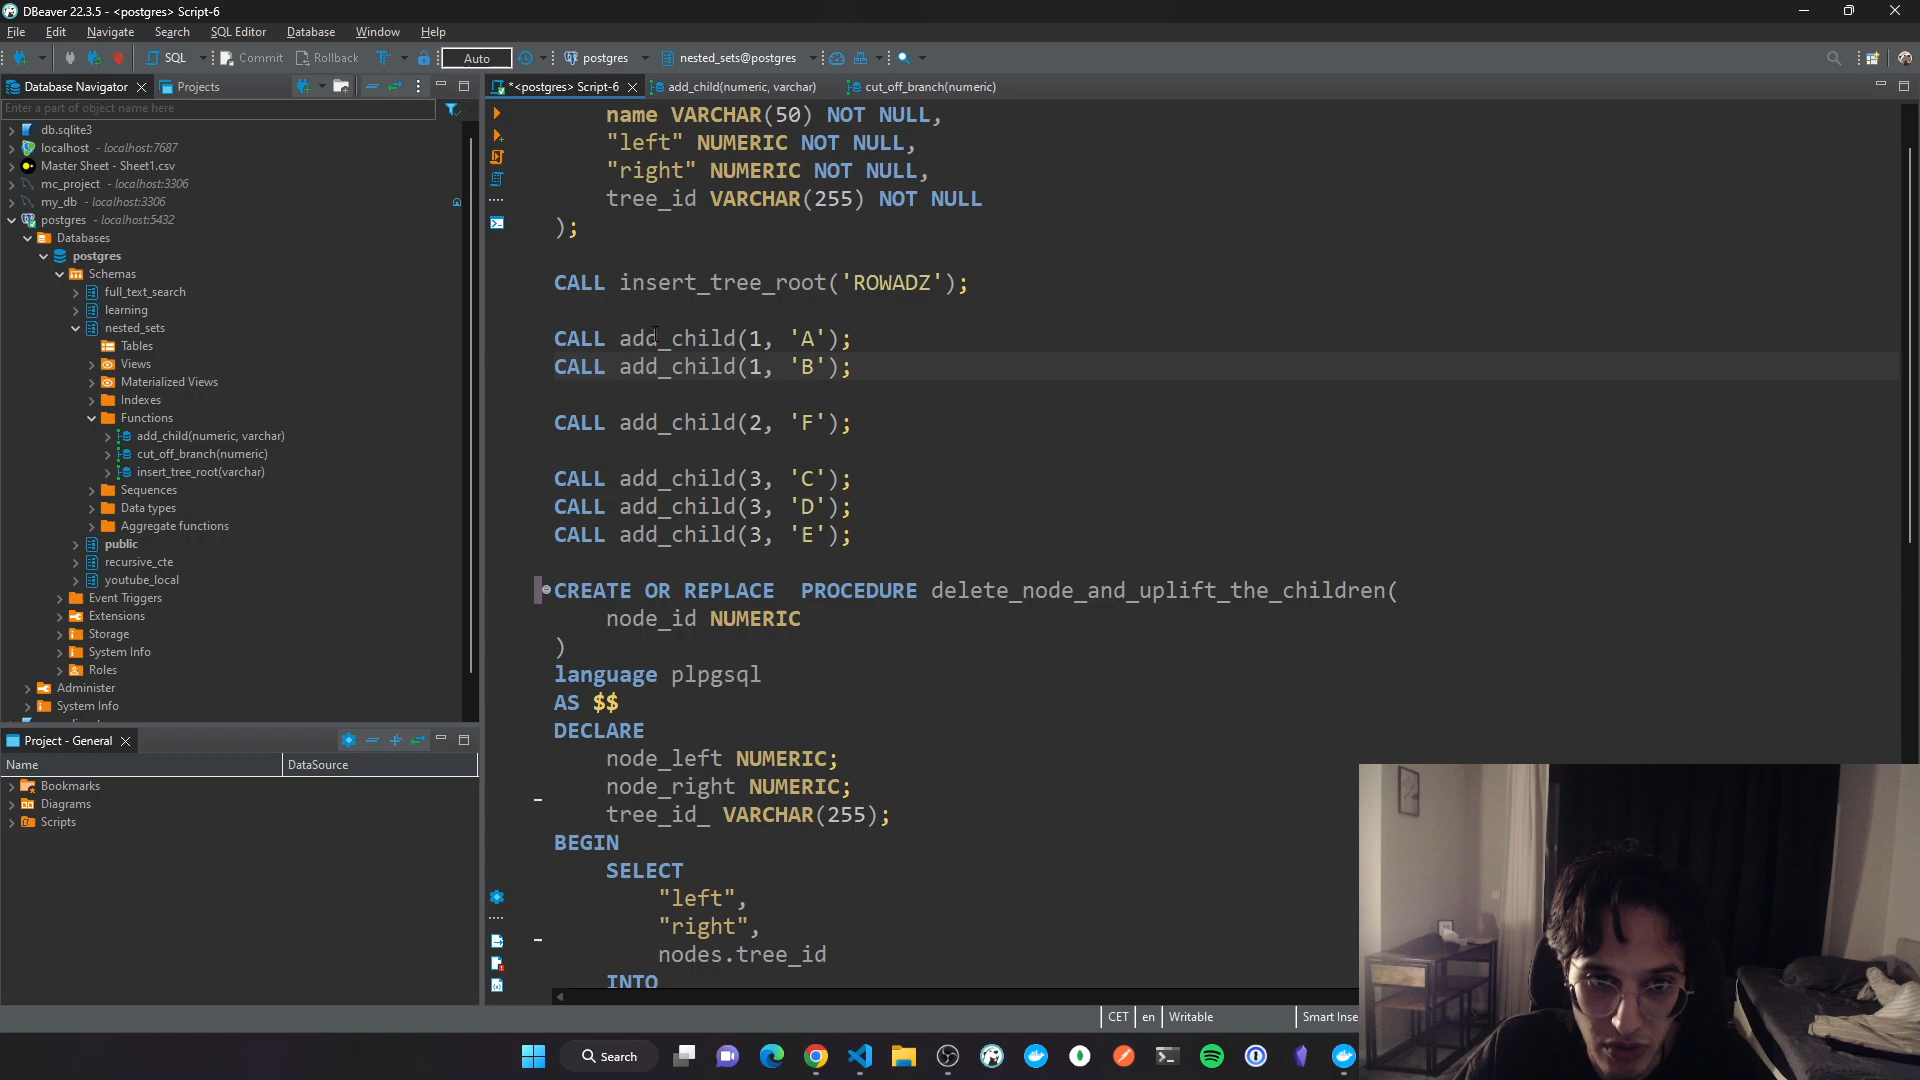 DBeaver 22.3.5 - <postgres> Script-6
File Edit Navigate Search SQL Editor Database Window Help
SQL Commit Rollback Auto postgres nested_sets@postgres
Database Navigator Projects
*<postgres> Script-6 add_child(numeric, varchar) cut_off_branch(numeric)
Enter a part of object name here
db.sqlite3
localhost - localhost:7687
Master Sheet - Sheet1.csv
mc_project - localhost:3306
my_db - localhost:3306
postgres - localhost:5432
Databases
postgres
Schemas
full_text_search
learning
nested_sets
Tables
Views
Materialized Views
Indexes
Functions
add_child(numeric, varchar)
cut_off_branch(numeric)
insert_tree_root(varchar)
Sequences
Data types
Aggregate functions
public
recursive_cte
youtube_local
Event Triggers
Extensions
Storage
System Info
Roles
Administer
System Info
Project - General
Name DataSource
Bookmarks
Diagrams
Scripts
name VARCHAR(50) NOT NULL,
"left" NUMERIC NOT NULL,
"right" NUMERIC NOT NULL,
tree_id VARCHAR(255) NOT NULL
);
CALL insert_tree_root('ROWADZ');
CALL add_child(1, 'A');
CALL add_child(1, 'B');
CALL add_child(2, 'F');
CALL add_child(3, 'C');
CALL add_child(3, 'D');
CALL add_child(3, 'E');
CREATE OR REPLACE PROCEDURE delete_node_and_uplift_the_children(
node_id NUMERIC
)
language plpgsql
AS $$
DECLARE
node_left NUMERIC;
node_right NUMERIC;
tree_id_ VARCHAR(255);
BEGIN
SELECT
"left",
"right",
nodes.tree_id
INTO
CET en Writable Smart Inse
Search